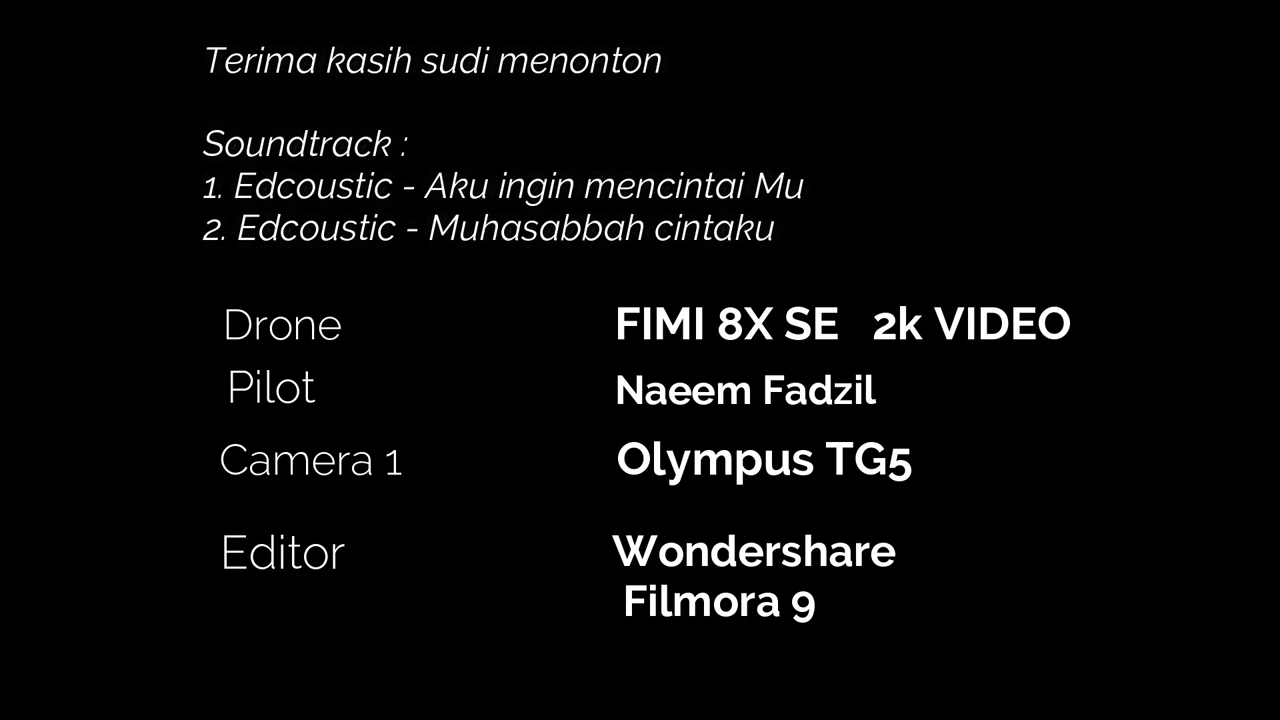 Terima kasih sudi menonton
Soundtrack :
1. Edcoustic - Aku ingin mencintai Mu
2. Edcoustic - Muhasabbah cintaku
Drone FIMI 8X SE 2k VIDEO
Pilot Naeem Fadzil
Camera 1 Olympus TG5
Editor Wondershare
Filmora 9